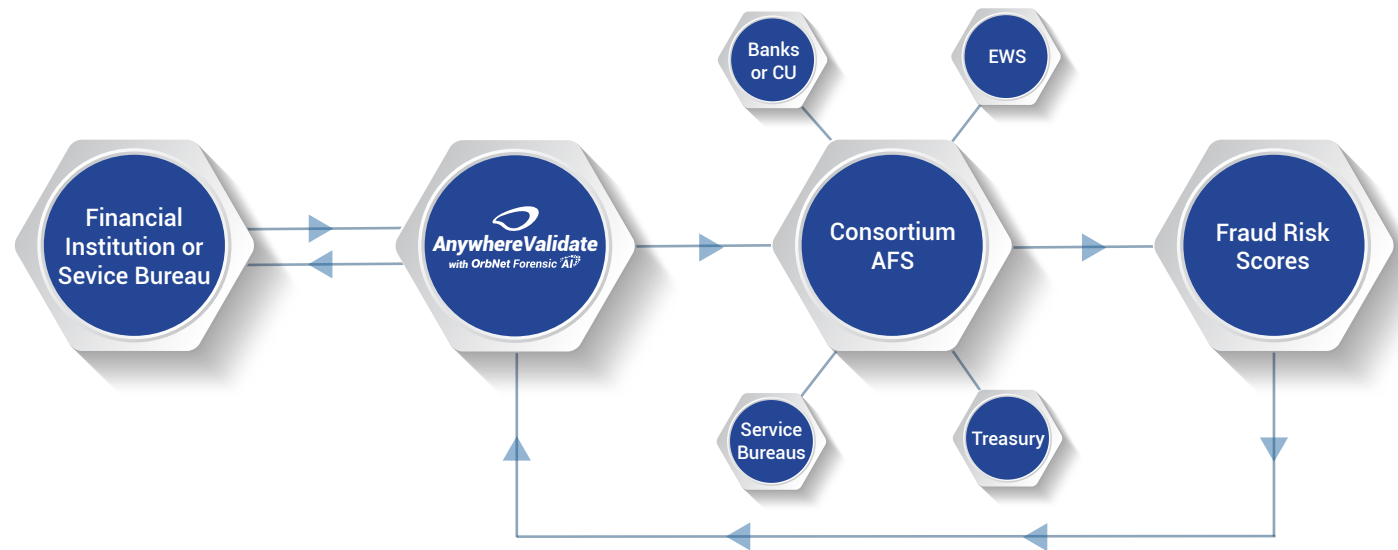 Financial
Institution or
Sevice Bureau
AnywhereValidate
with OrbNet Forensic AI
Banks
or CU
EWS
Consortium
AFS
Service
Bureaus
Treasury
Fraud Risk
Scores